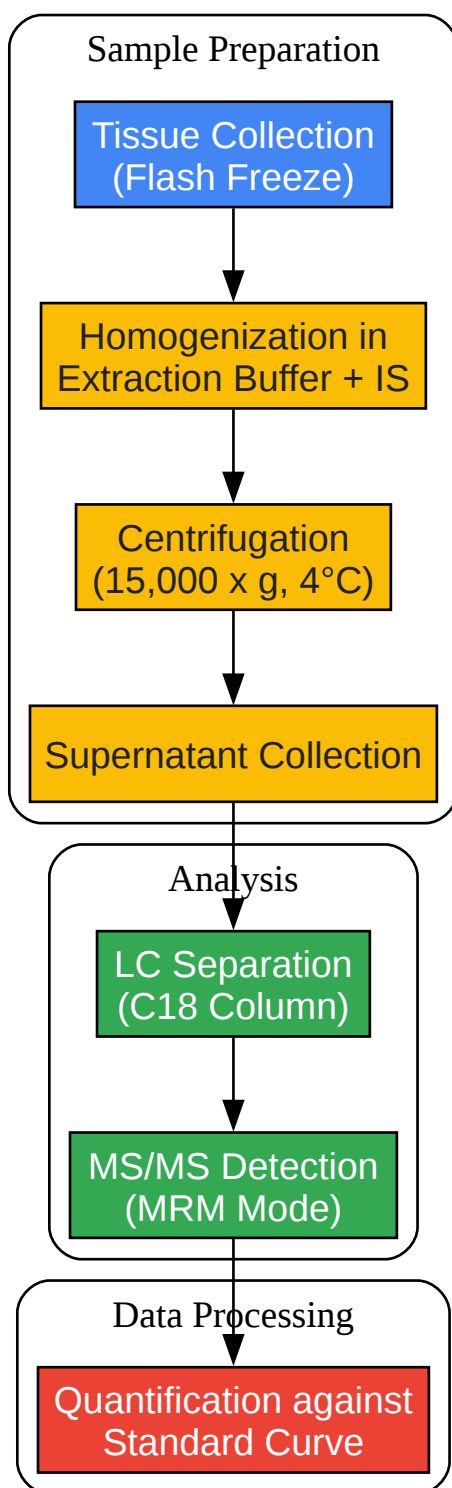 Sample Preparation
Tissue Collection
(Flash Freeze)
Homogenization in
Extraction Buffer + IS
Centrifugation
(15,000 x g, 4°C)
Supernatant Collection
Analysis
LC Separation
(C18 Column)
MS/MS Detection
(MRM Mode)
Data Processing
Quantification against
Standard Curve